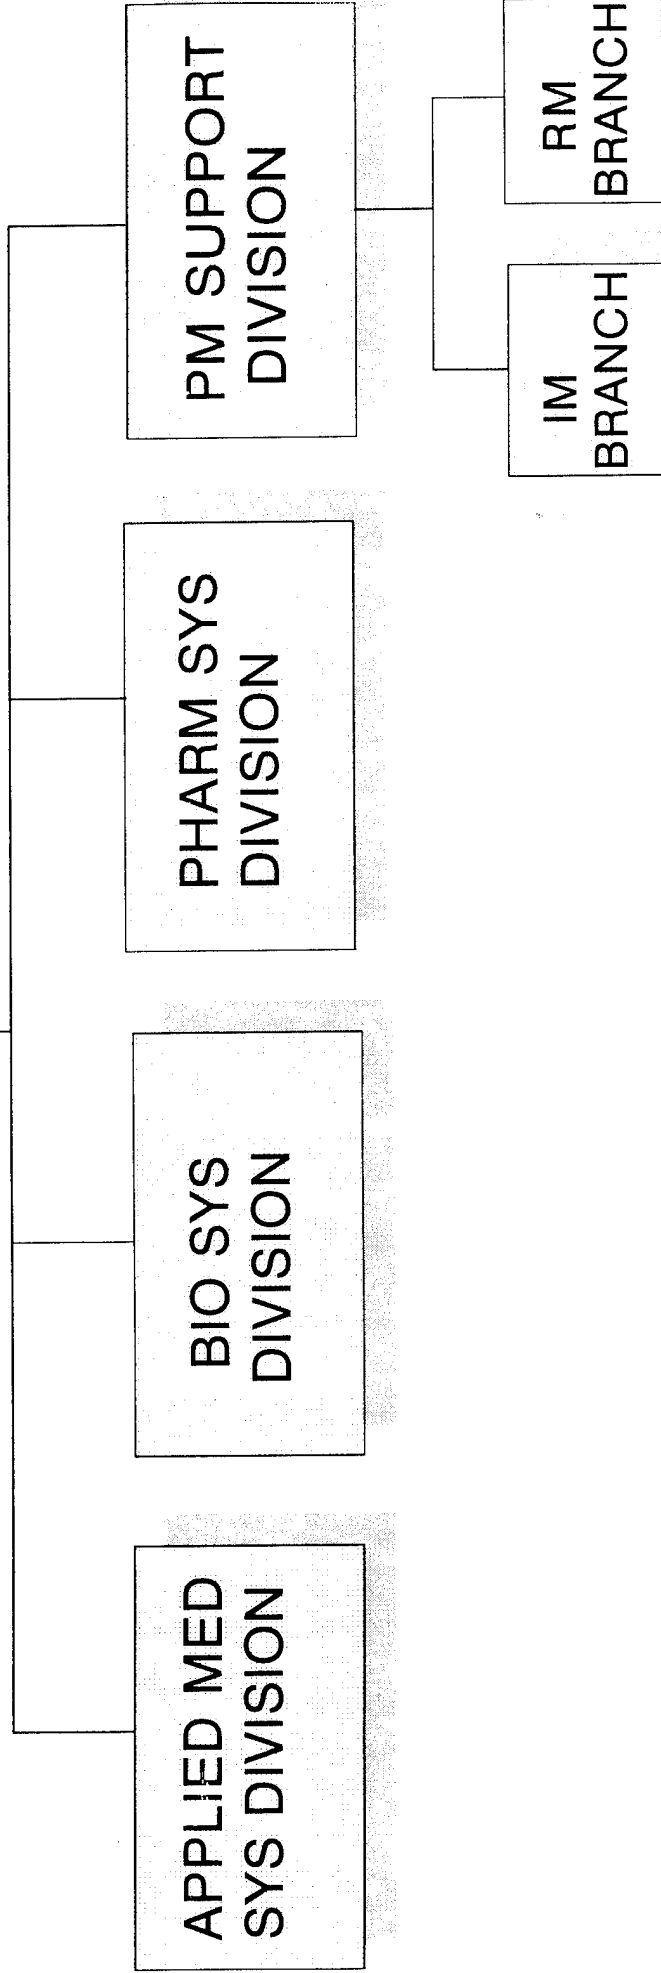 APPLIED MED
SYS DIVISION
BIO SYS
DIVISION
PHARM SYS
DIVISION
PM SUPPORT
DIVISION
IM
BRANCH
RM
BRANCH